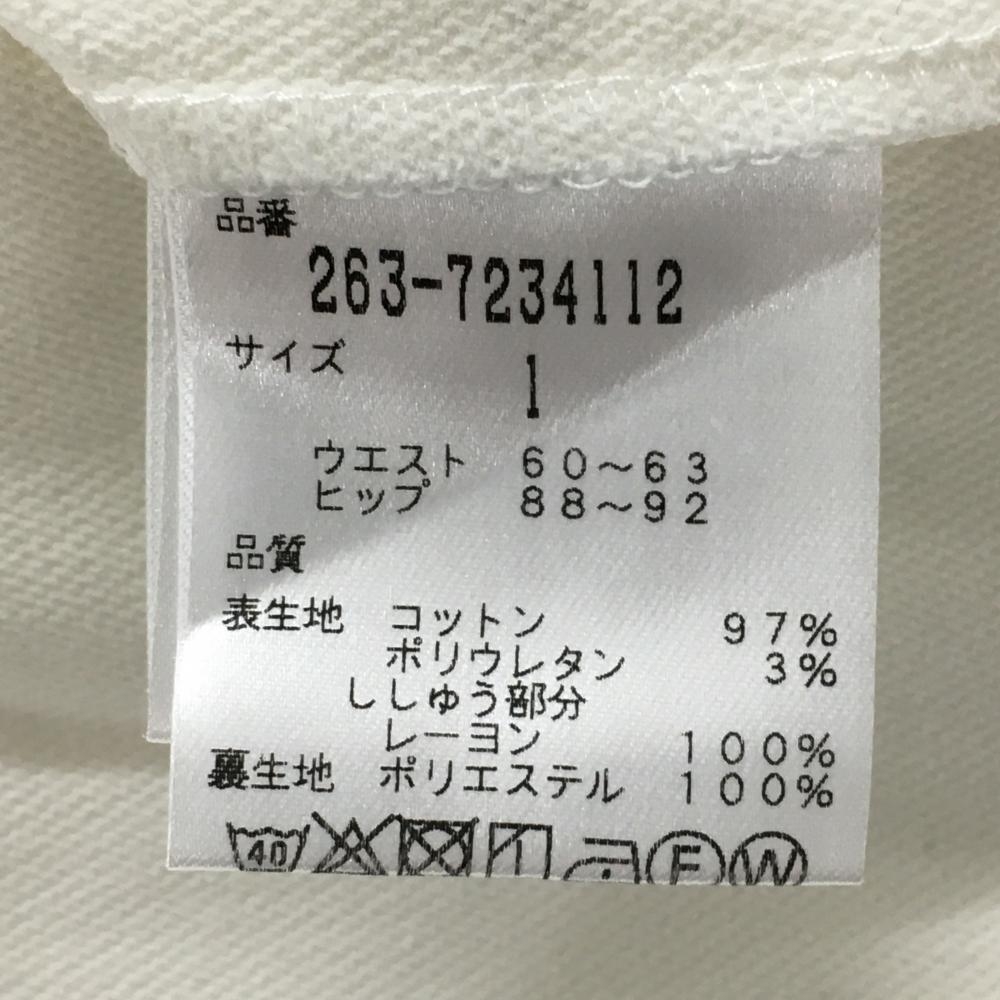 品番
263-7234112
サイズ
1
ウエスト 60～63
ヒップ 88～92
品質
表生地 コットン 97%
ポリウレタン 3%
ししゅう部分
レーヨン 100%
裏生地 ポリエステル 100%
40 F W